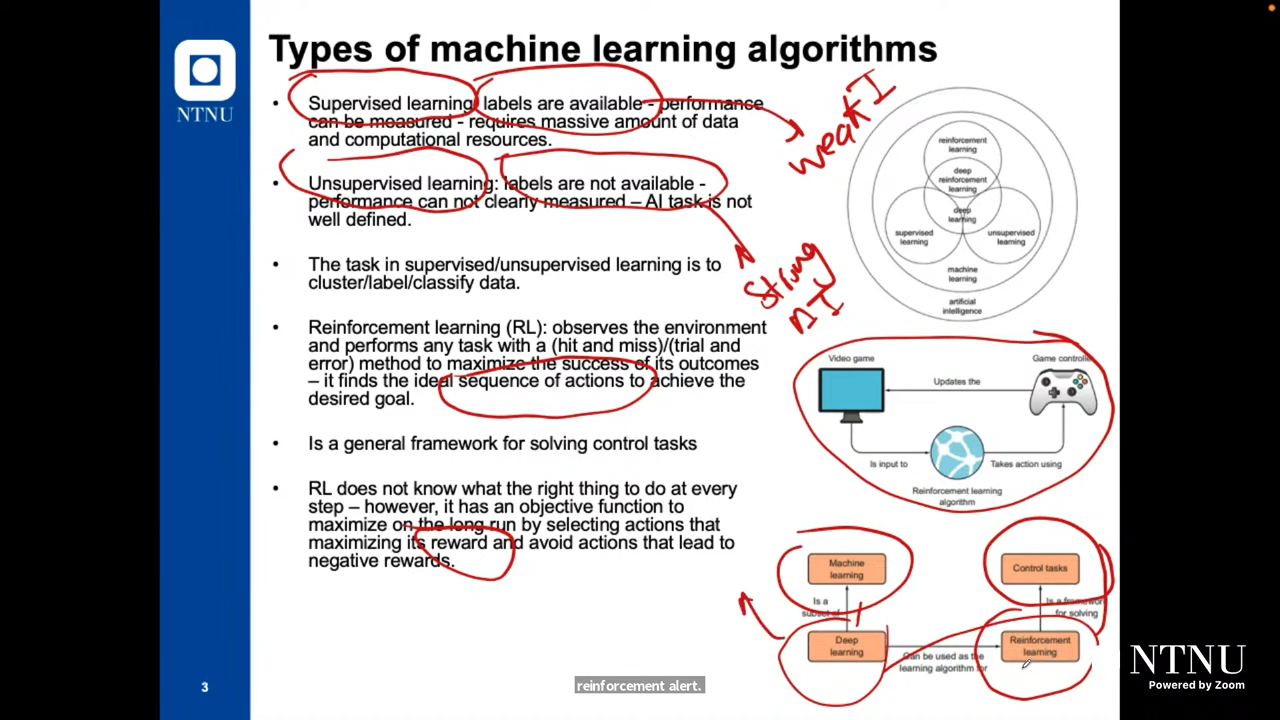 Types of machine learning algorithms
NTNU
• Supervised learning: labels are available - performance
can be measured - requires massive amount of data
and computational resources.
weak I
• Unsupervised learning: labels are not available -
performance can not clearly measured – AI task is not
well defined.
Strong
AI
• The task in supervised/unsupervised learning is to
cluster/label/classify data.
• Reinforcement learning (RL): observes the environment
and performs any task with a (hit and miss)/(trial and
error) method to maximize the success of its outcomes
– it finds the ideal sequence of actions to achieve the
desired goal.
• Is a general framework for solving control tasks
• RL does not know what the right thing to do at every
step – however, it has an objective function to
maximize on the long run by selecting actions that
maximizing its reward and avoid actions that lead to
negative rewards.
reinforcement
learning
deep
reinforcement
learning
deep
learning
supervised
learning
unsupervised
learning
machine
learning
artificial
intelligence
Video game
Game controller
Updates the
Is input to
Takes action using
Reinforcement learning
algorithm
Machine
learning
Control tasks
Is a
subset of
Is a framework
for solving
Deep
learning
Can be used as the
learning algorithm for
Reinforcement
learning
3
reinforcement alert.
NTNU
Powered by Zoom